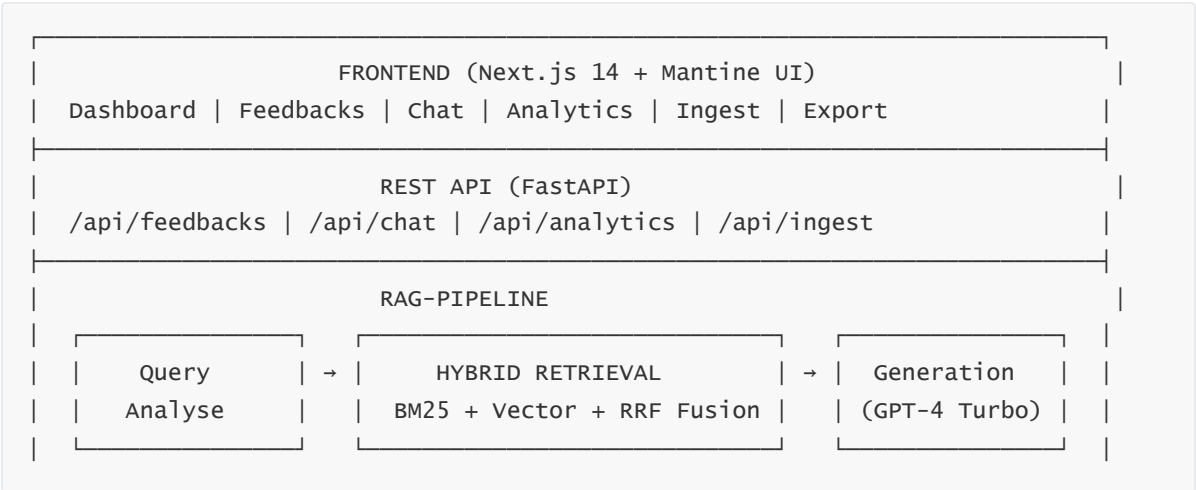 FRONTEND (Next.js 14 + Mantine UI)
Dashboard | Feedbacks | Chat | Analytics | Ingest | Export
REST API (FastAPI)
/api/feedbacks | /api/chat | /api/analytics | /api/ingest
RAG-PIPELINE
Query → HYBRID RETRIEVAL → Generation
Analyse BM25 + Vector + RRF Fusion (GPT-4 Turbo)